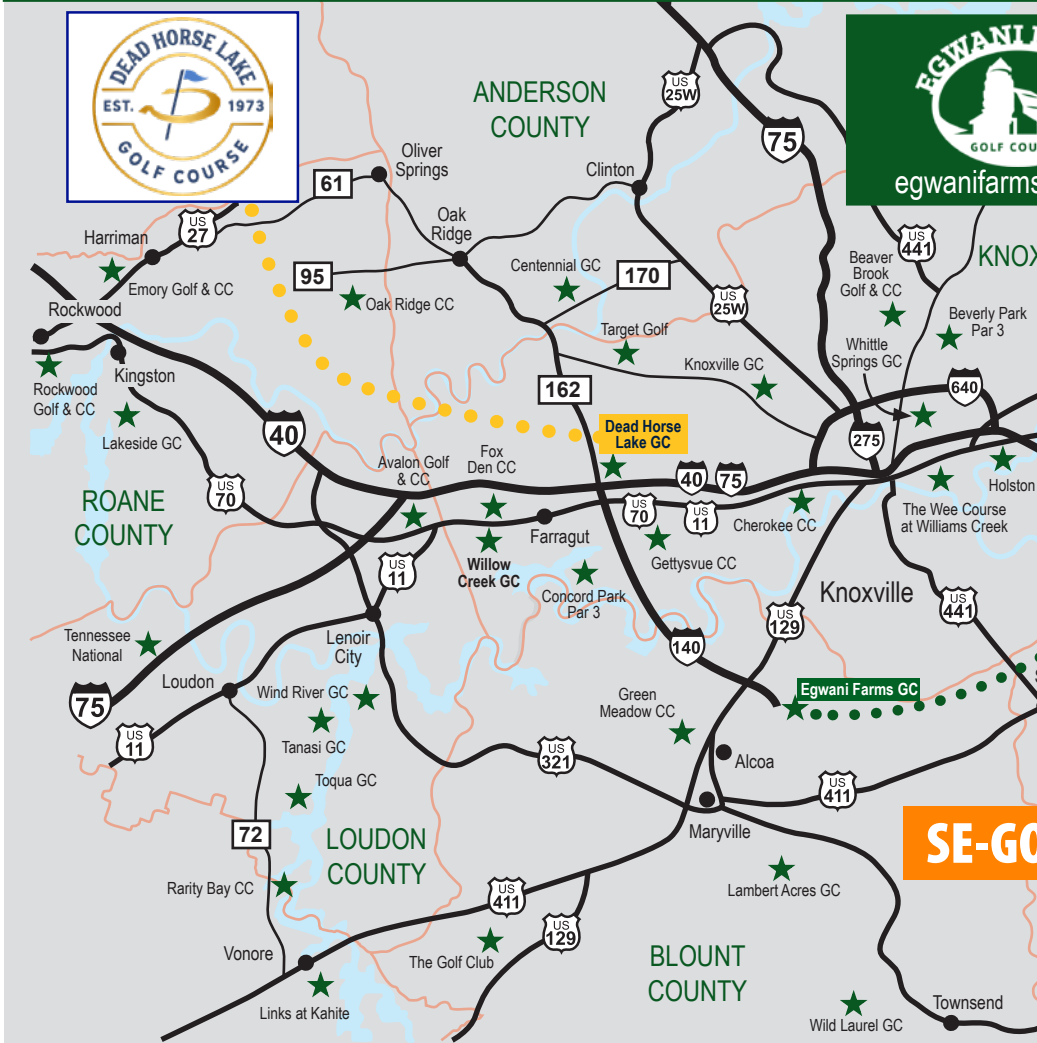 DEAD HORSE LAKE
EST. 1973
GOLF COURSE
EGWANI
GOLF COU
egwanifarms
ANDERSON
COUNTY
US
25W
75
Oliver
Springs
61
Clinton
Oak
Ridge
US
27
Harriman
Emory Golf & CC
95
Oak Ridge CC
Centennial GC
170
US
25W
US
441
KNOX
Beaver
Brook
Golf & CC
Beverly Park
Par 3
Rockwood
Target Golf
Knoxville GC
Whittle
Springs GC
Kingston
Rockwood
Golf & CC
Lakeside GC
162
640
40
Dead Horse
Lake GC
275
Avalon Golf
& CC
Fox
Den CC
40
75
ROANE
COUNTY
US
70
US
70
US
11
Cherokee CC
The Wee Course
at Williams Creek
Holston
Farragut
Willow
Creek GC
Gettysvue CC
US
11
Concord Park
Par 3
Knoxville
US
129
US
441
Tennessee
National
Lenoir
City
140
Loudon
Wind River GC
Green
Meadow CC
Egwani Farms GC
75
US
11
Tanasi GC
US
321
Alcoa
Toqua GC
US
411
72
LOUDON
COUNTY
Maryville
SE-GO
Rarity Bay CC
US
411
Lambert Acres GC
US
129
Vonore
The Golf Club
BLOUNT
COUNTY
Links at Kahite
Townsend
Wild Laurel GC